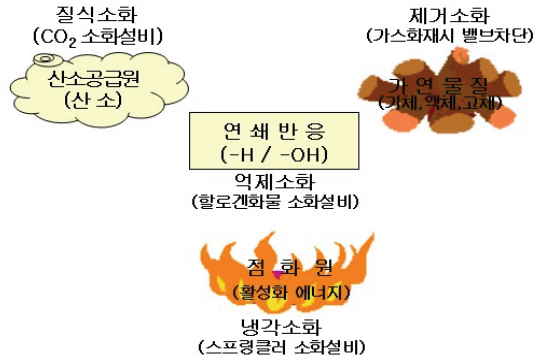 질식소화
(CO₂ 소화설비)
산소공급원
(산 소)
제거소화
(가스화재시 밸브차단)
가 연 물 질
(기체,액체,고체)
연 쇄 반 응
(-H / -OH)
억제소화
(할로겐화물 소화설비)
점 화 원
(활성화 에너지)
냉각소화
(스프링클러 소화설비)